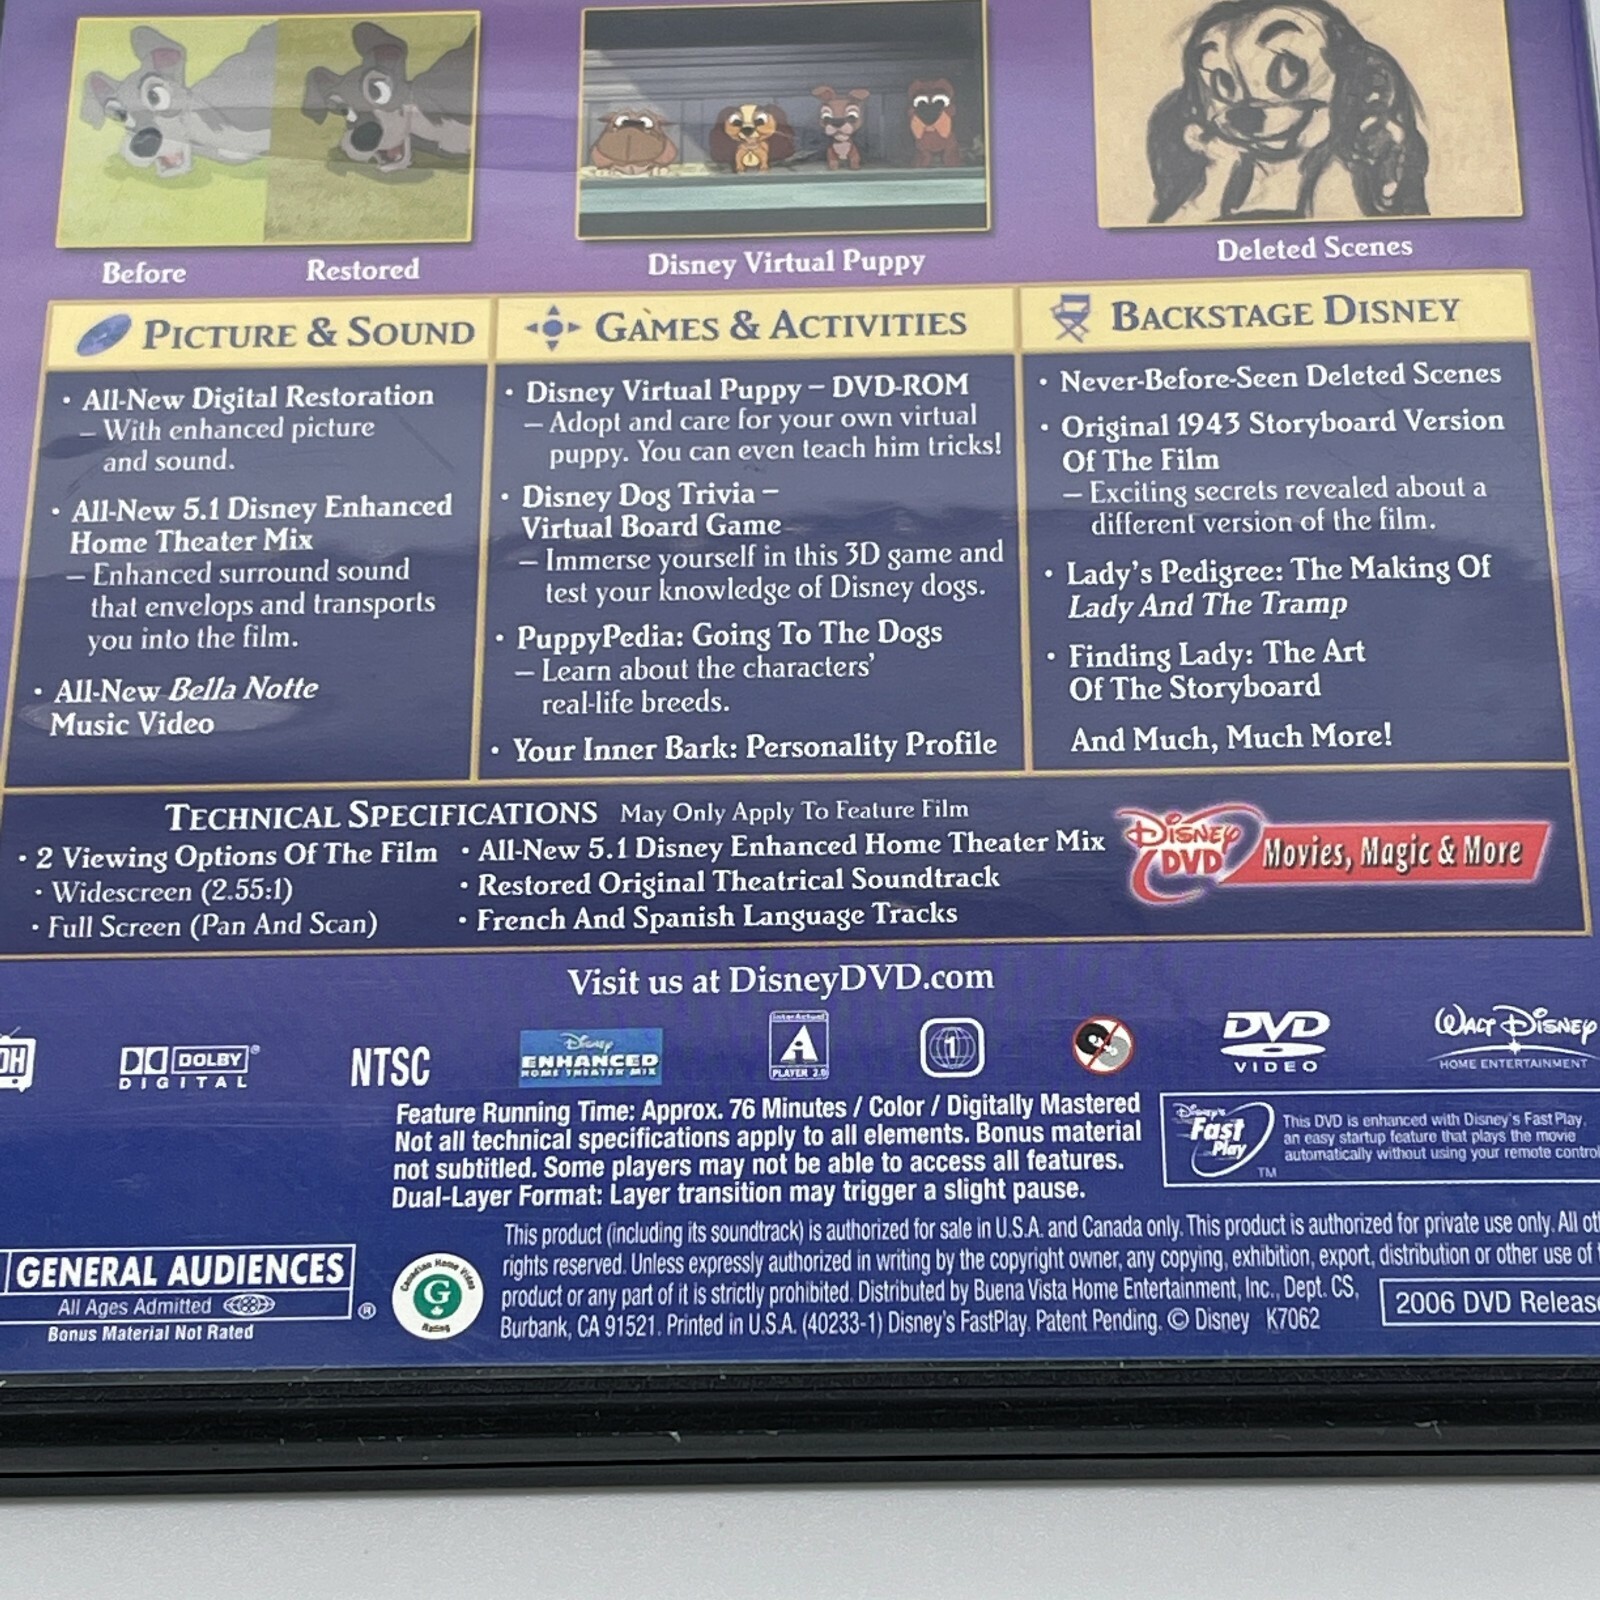 Before
Restored
Disney Virtual Puppy
Deleted Scenes
PICTURE & SOUND
• All-New Digital Restoration
– With enhanced picture
and sound.
• All-New 5.1 Disney Enhanced
Home Theater Mix
– Enhanced surround sound
that envelops and transports
you into the film.
• All-New Bella Notte
Music Video
GAMES & ACTIVITIES
• Disney Virtual Puppy – DVD-ROM
– Adopt and care for your own virtual
puppy. You can even teach him tricks!
• Disney Dog Trivia –
Virtual Board Game
– Immerse yourself in this 3D game and
test your knowledge of Disney dogs.
• PuppyPedia: Going To The Dogs
– Learn about the characters'
real-life breeds.
• Your Inner Bark: Personality Profile
BACKSTAGE DISNEY
• Never-Before-Seen Deleted Scenes
• Original 1943 Storyboard Version
Of The Film
– Exciting secrets revealed about a
different version of the film.
• Lady's Pedigree: The Making Of
Lady And The Tramp
• Finding Lady: The Art
Of The Storyboard
And Much, Much More!
TECHNICAL SPECIFICATIONS May Only Apply To Feature Film
• 2 Viewing Options Of The Film
• Widescreen (2.55:1)
• Full Screen (Pan And Scan)
• All-New 5.1 Disney Enhanced Home Theater Mix
• Restored Original Theatrical Soundtrack
• French And Spanish Language Tracks
DISNEY DVD Movies, Magic & More
Visit us at DisneyDVD.com
DOLBY®
DIGITAL
NTSC
Disney
ENHANCED
HOME THEATER MIX
InterActual
PLAYER 2.0
1
DVD
VIDEO
WALT DISNEY
HOME ENTERTAINMENT
Feature Running Time: Approx. 76 Minutes / Color / Digitally Mastered
Not all technical specifications apply to all elements. Bonus material
not subtitled. Some players may not be able to access all features.
Dual-Layer Format: Layer transition may trigger a slight pause.
Disney's
Fast
Play
TM
This DVD is enhanced with Disney's FastPlay,
an easy startup feature that plays the movie
automatically without using your remote control
GENERAL AUDIENCES
All Ages Admitted
®
Bonus Material Not Rated
Canadian Home Video
G
Rating
This product (including its soundtrack) is authorized for sale in U.S.A. and Canada only. This product is authorized for private use only. All
rights reserved. Unless expressly authorized in writing by the copyright owner, any copying, exhibition, export, distribution or other use of
product or any part of it is strictly prohibited. Distributed by Buena Vista Home Entertainment, Inc., Dept. CS,
Burbank, CA 91521. Printed in U.S.A. (40233-1) Disney's FastPlay. Patent Pending. © Disney K7062
2006 DVD Release